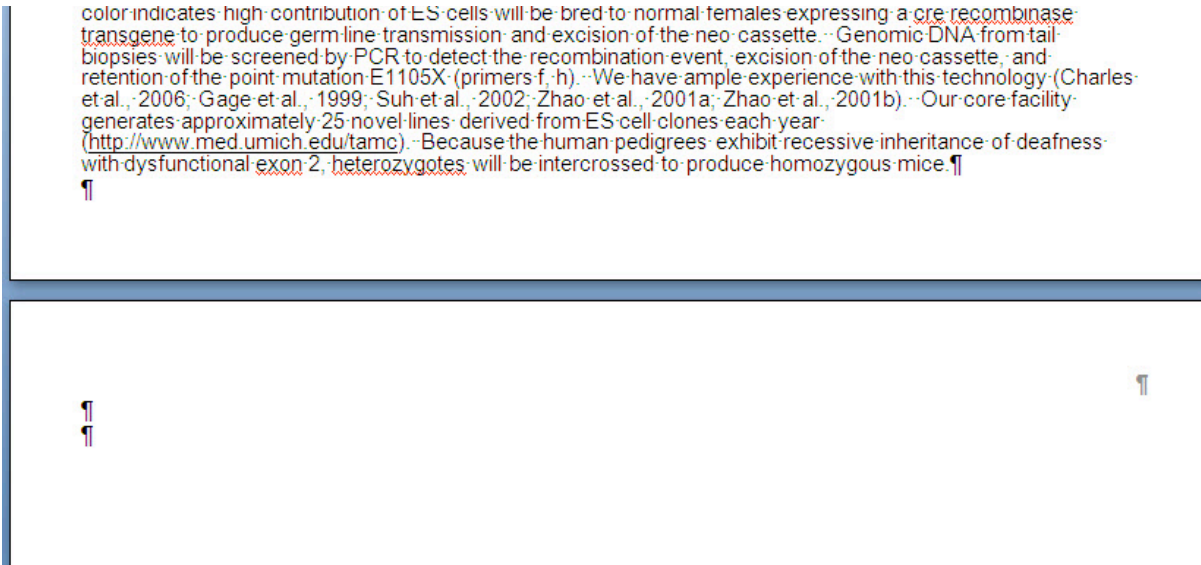 color indicates high contribution of ES cells will be bred to normal females expressing a cre recombinase
transgene to produce germ line transmission and excision of the neo cassette.  Genomic DNA from tail
biopsies will be screened by PCR to detect the recombination event, excision of the neo cassette, and
retention of the point mutation E1105X (primers f, h).  We have ample experience with this technology (Charles
et al., 2006; Gage et al., 1999; Suh et al., 2002; Zhao et al., 2001a; Zhao et al., 2001b).  Our core facility
generates approximately 25 novel lines derived from ES cell clones each year
(http://www.med.umich.edu/tamc).  Because the human pedigrees exhibit recessive inheritance of deafness
with dysfunctional exon 2, heterozygotes will be intercrossed to produce homozygous mice.¶
¶
¶
¶
¶